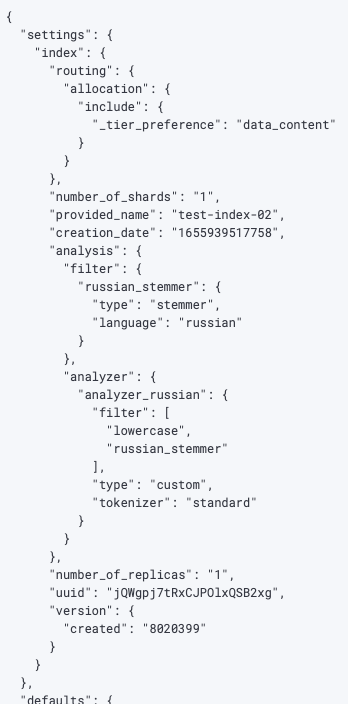 {
"settings": {
"index": {
"routing": {
"allocation": {
"include": {
"_tier_preference": "data_content"
}
}
},
"number_of_shards": "1",
"provided_name": "test-index-02",
"creation_date": "1655939517758",
"analysis": {
"filter": {
"russian_stemmer": {
"type": "stemmer",
"language": "russian"
}
},
"analyzer": {
"analyzer_russian": {
"filter": [
"lowercase",
"russian_stemmer"
],
"type": "custom",
"tokenizer": "standard"
}
}
},
"number_of_replicas": "1",
"uuid": "jQWgpj7tRxCJPOlxQSB2xg",
"version": {
"created": "8020399"
}
}
},
"defaults": {